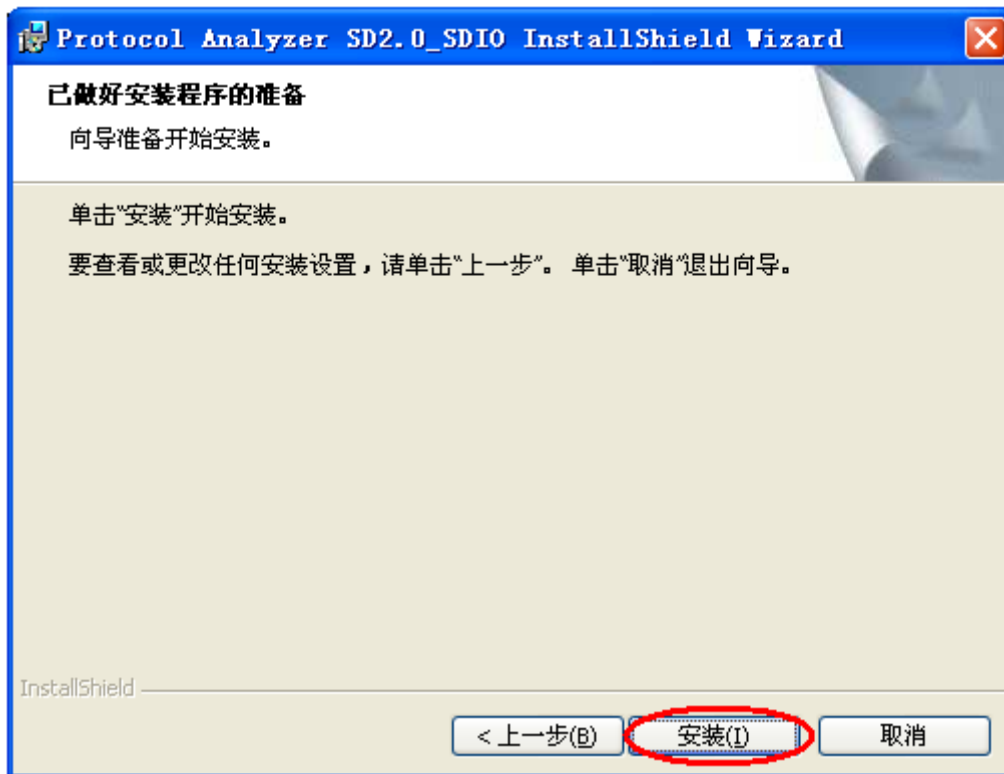 Protocol Analyzer SD2.0_SDIO InstallShield Wizard
已做好安装程序的准备
向导准备开始安装。
单击"安装"开始安装。
要查看或更改任何安装设置，请单击"上一步"。 单击"取消"退出向导。
InstallShield
< 上一步(B) 安装(I) 取消